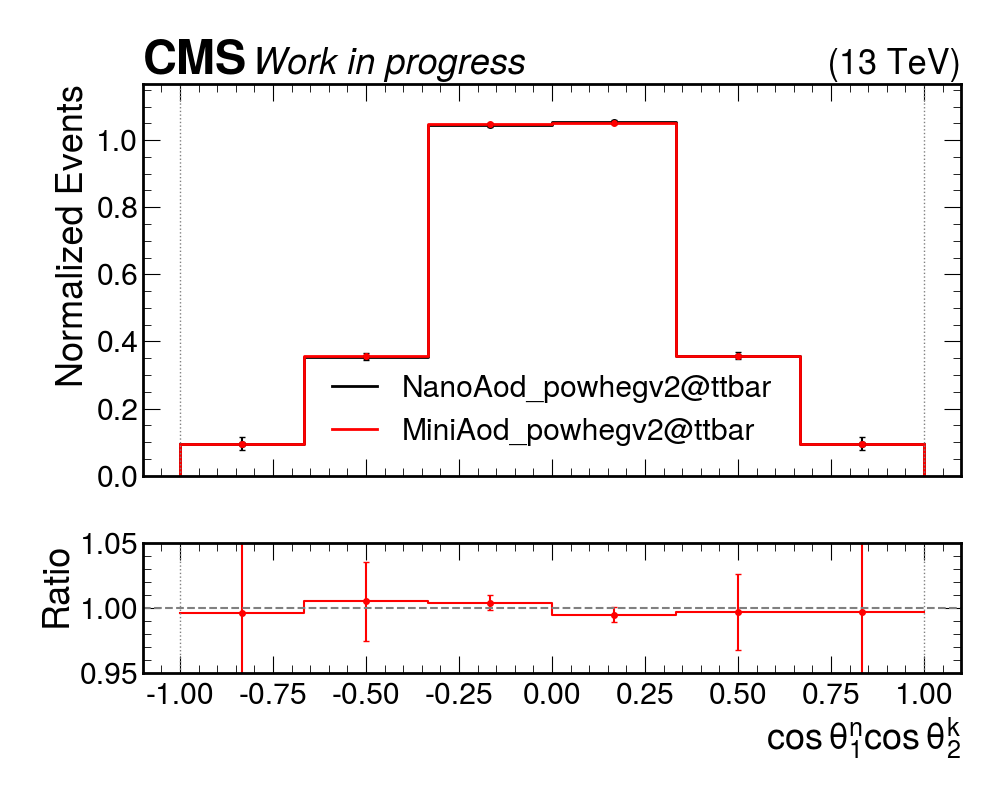 CMS Work in progress (13 TeV)
Normalized Events
1.0
0.8
0.6
0.4
0.2
0.0
NanoAod_powhegv2@ttbar
MiniAod_powhegv2@ttbar
Ratio
1.05
1.00
0.95
-1.00 -0.75 -0.50 -0.25 0.00 0.25 0.50 0.75 1.00
cos θ₁ⁿcos θ₂ᵏ